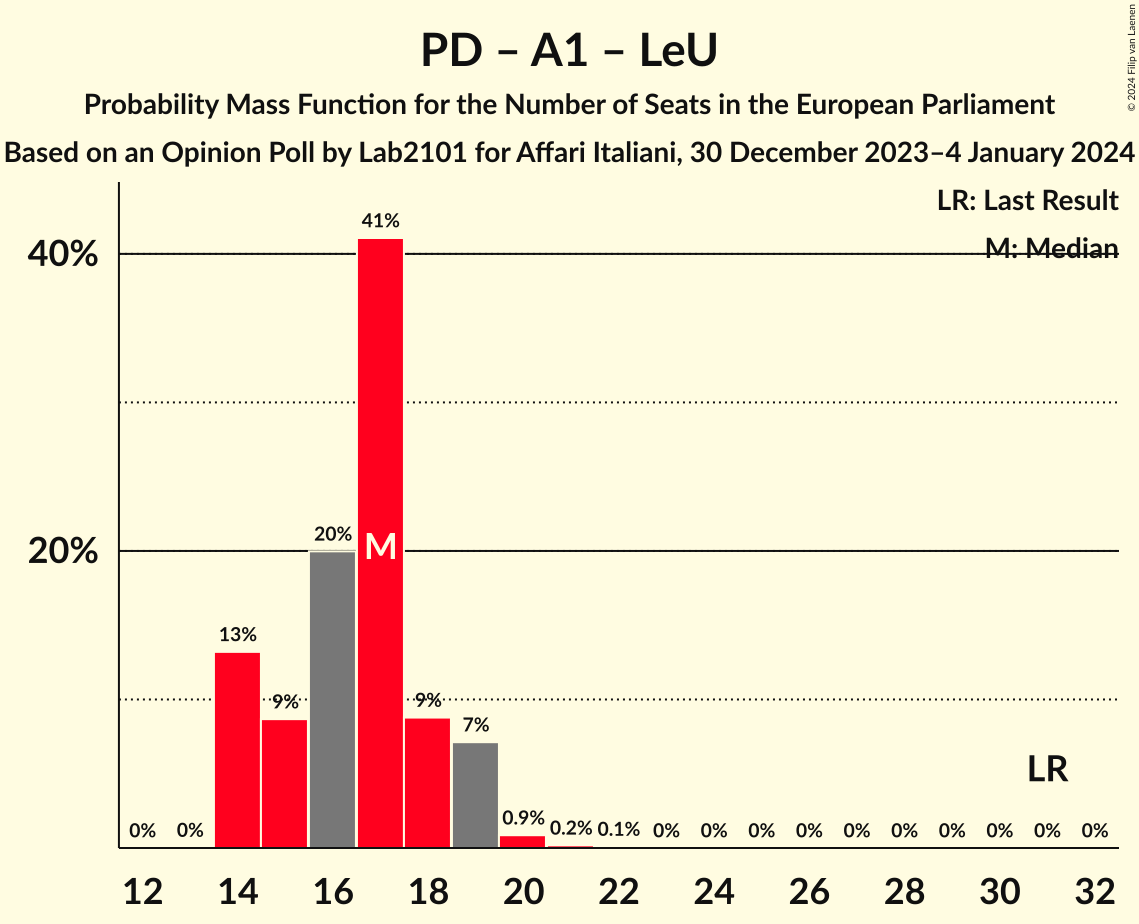 PD – A1 – LeU
Probability Mass Function for the Number of Seats in the European Parliament
Based on an Opinion Poll by Lab2101 for Affari Italiani, 30 December 2023–4 January 2024
© 2024 Filip van Laenen
LR: Last Result
M: Median
40%
20%
0% 0% 13% 9% 20% 41% 9% 7% 0.9% 0.2% 0.1% 0% 0% 0% 0% 0% 0% 0% 0% 0% 0%
M
LR
12 14 16 18 20 22 24 26 28 30 32